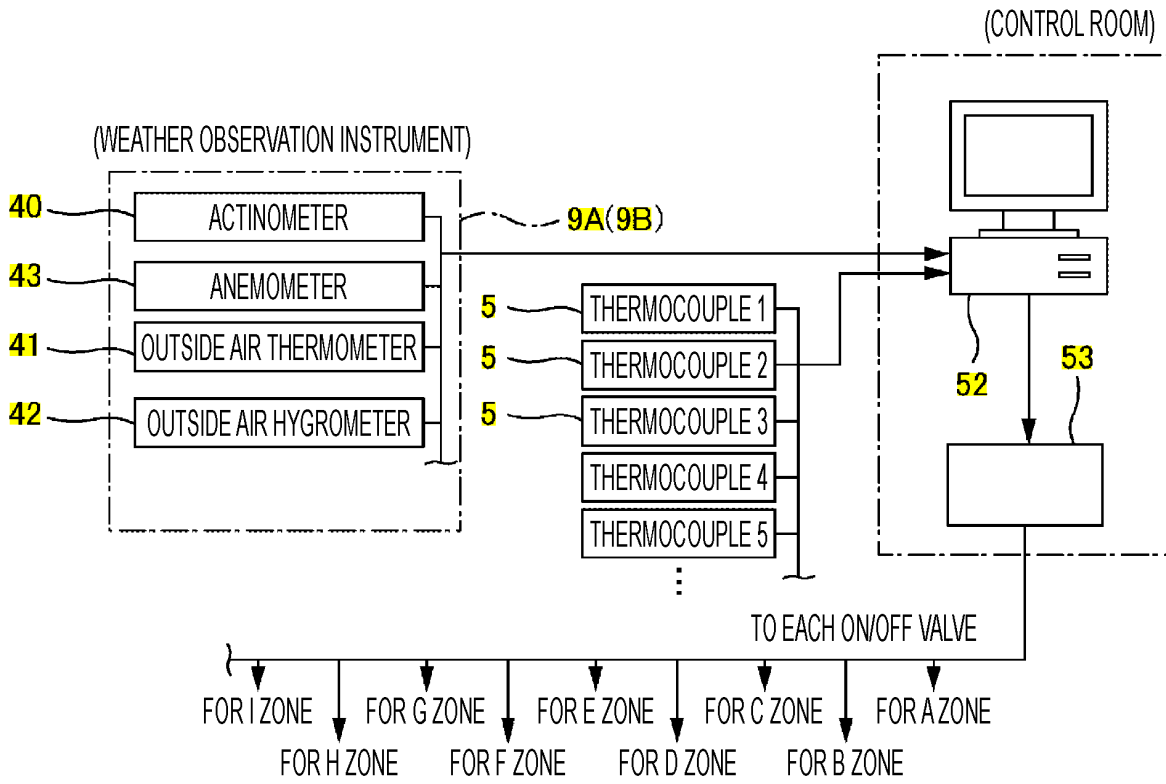 (CONTROL ROOM)
(WEATHER OBSERVATION INSTRUMENT)
40
ACTINOMETER
9A(9B)
43
ANEMOMETER
5
THERMOCOUPLE 1
41
OUTSIDE AIR THERMOMETER
5
THERMOCOUPLE 2
52
53
42
OUTSIDE AIR HYGROMETER
5
THERMOCOUPLE 3
THERMOCOUPLE 4
THERMOCOUPLE 5
⋮
TO EACH ON/OFF VALVE
FOR I ZONE
FOR G ZONE
FOR E ZONE
FOR C ZONE
FOR A ZONE
FOR H ZONE
FOR F ZONE
FOR D ZONE
FOR B ZONE